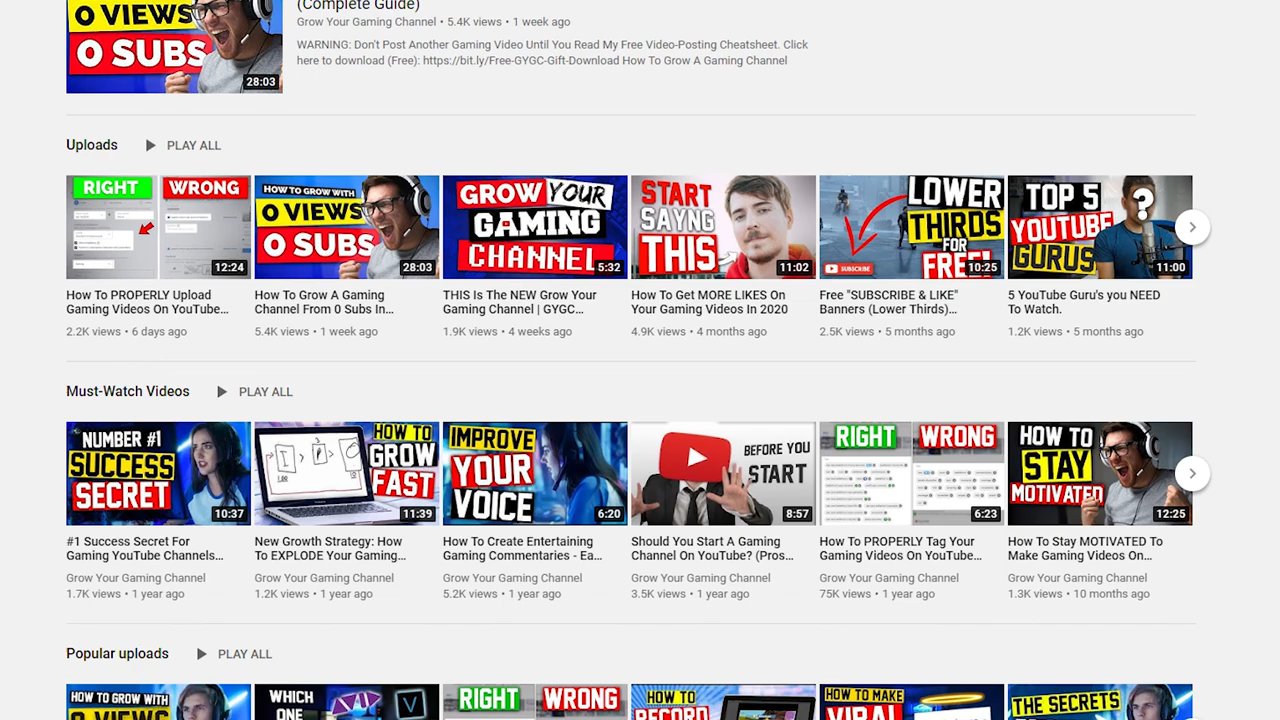 (Complete Guide)
Grow Your Gaming Channel • 5.4K views • 1 week ago
WARNING: Don't Post Another Gaming Video Until You Read My Free Video-Posting Cheatsheet. Click
here to download (Free): https://bit.ly/Free-GYGC-Gift-Download How To Grow A Gaming Channel
0 VIEWS
0 SUBS
28:03
Uploads
PLAY ALL
RIGHT WRONG
12:24
HOW TO GROW WITH
0 VIEWS
0 SUBS
28:03
GROW YOUR
GAMING
CHANNEL
5:32
START
SAYNG
THIS
11:02
LOWER
THIRDS
FOR
FREE!
SUBSCRIBE
10:25
TOP 5
YOUTUBE
GURUS
?
11:00
How To PROPERLY Upload
Gaming Videos On YouTube...
2.2K views • 6 days ago
How To Grow A Gaming
Channel From 0 Subs In...
5.4K views • 1 week ago
THIS Is The NEW Grow Your
Gaming Channel | GYGC...
1.9K views • 4 weeks ago
How To Get MORE LIKES On
Your Gaming Videos In 2020
4.9K views • 4 months ago
Free "SUBSCRIBE & LIKE"
Banners (Lower Thirds)...
2.5K views • 5 months ago
5 YouTube Guru's you NEED
To Watch.
1.2K views • 5 months ago
Must-Watch Videos
PLAY ALL
NUMBER #1
SUCCESS
SECRET
10:37
HOW TO
GROW
FAST
11:39
IMPROVE
YOUR
VOICE
6:20
BEFORE YOU
START
8:57
RIGHT WRONG
6:23
HOW TO
STAY
MOTIVATED
12:25
#1 Success Secret For
Gaming YouTube Channels...
Grow Your Gaming Channel
1.7K views • 1 year ago
New Growth Strategy: How
To EXPLODE Your Gaming...
Grow Your Gaming Channel
1.2K views • 1 year ago
How To Create Entertaining
Gaming Commentaries - Ea...
Grow Your Gaming Channel
5.2K views • 1 year ago
Should You Start A Gaming
Channel On YouTube? (Pros...
Grow Your Gaming Channel
3.5K views • 1 year ago
How To PROPERLY Tag Your
Gaming Videos On YouTube...
Grow Your Gaming Channel
75K views • 1 year ago
How To Stay MOTIVATED To
Make Gaming Videos On...
Grow Your Gaming Channel
1.3K views • 10 months ago
Popular uploads
PLAY ALL
HOW TO GROW WITH
0 VIEWS
WHICH
ONE
RIGHT WRONG
HOW TO
RECORD
HOW TO MAKE
VIRAL
THE SECRETS